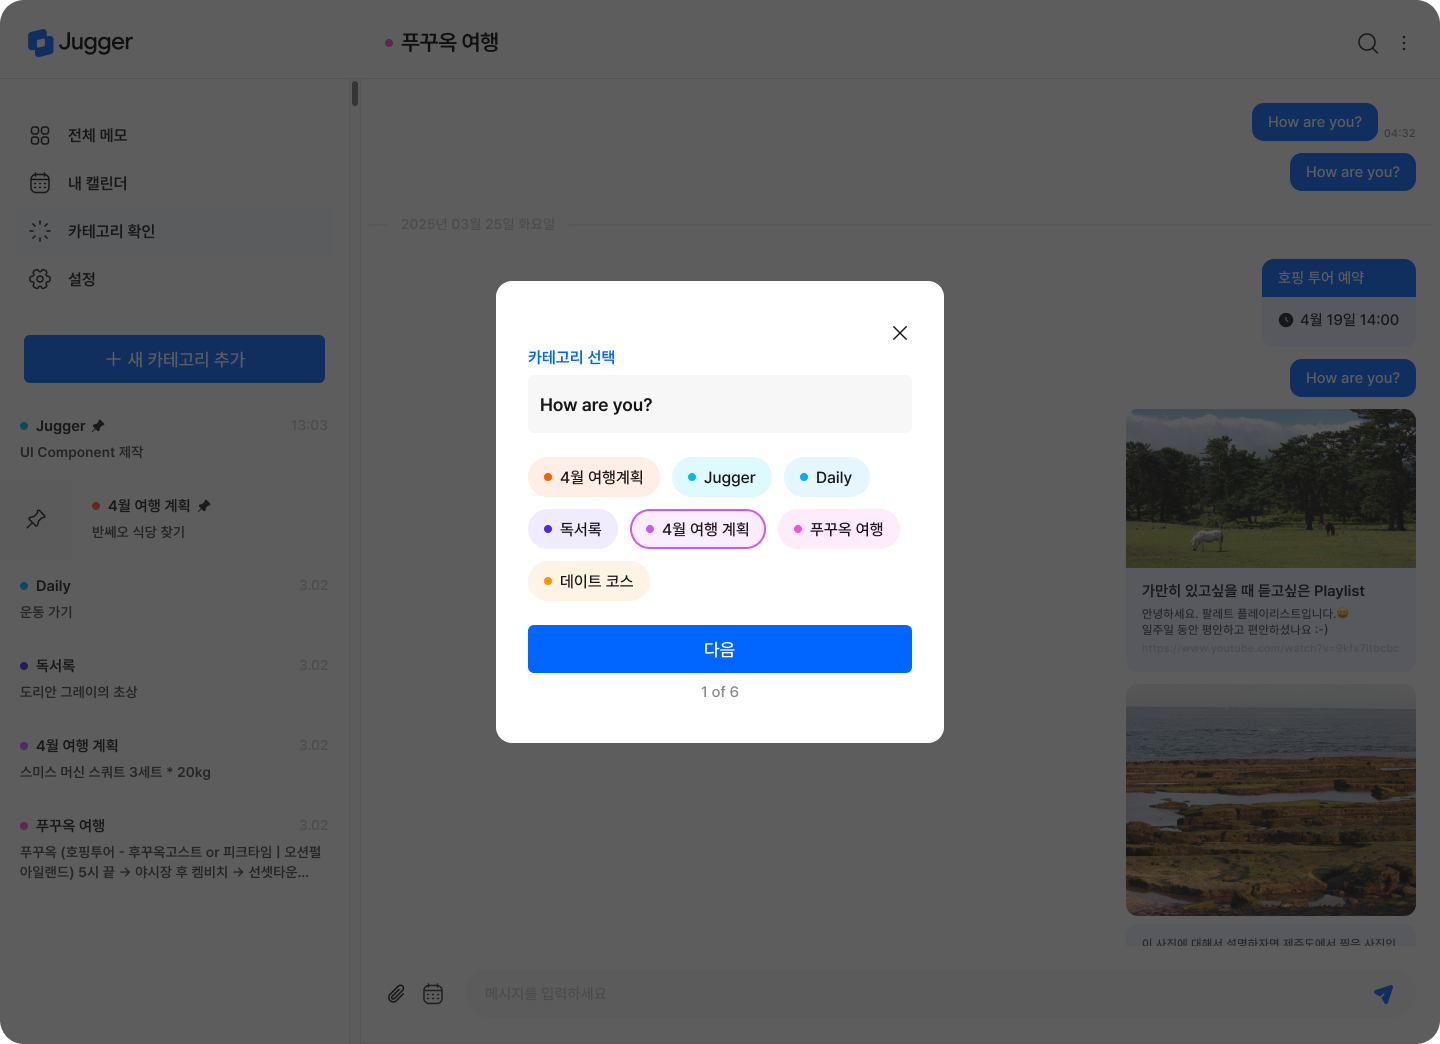 Jugger
푸꾸옥 여행
전체 메모
내 캘린더
카테고리 확인
설정
새 카테고리 추가
Jugger
13:03
UI Component 제작
4월 여행 계획
반쎄오 식당 찾기
Daily
3.02
운동 가기
독서록
3.02
도리안 그레이의 초상
4월 여행 계획
3.02
스미스 머신 스쿼트 3세트 * 20kg
푸꾸옥 여행
3.02
푸꾸옥 (호핑투어 - 후꾸옥고스트 or 피크타임 | 오션펄
아일랜드) 5시 끝 → 야시장 후 켐비치 → 선셋타운...
How are you?
04:32
How are you?
2025년 03월 25일 화요일
호핑 투어 예약
4월 19일 14:00
How are you?
가만히 있고싶을 때 듣고싶은 Playlist
안녕하세요. 팔레트 플레이리스트입니다.😄
일주일 동안 평안하고 편안하셨나요 :-)
이 사진에 대해서 설명하자면 제주도에서 찍은 사진인
메시지를 입력하세요
카테고리 선택
How are you?
4월 여행계획
Jugger
Daily
독서록
4월 여행 계획
푸꾸옥 여행
데이트 코스
다음
1 of 6